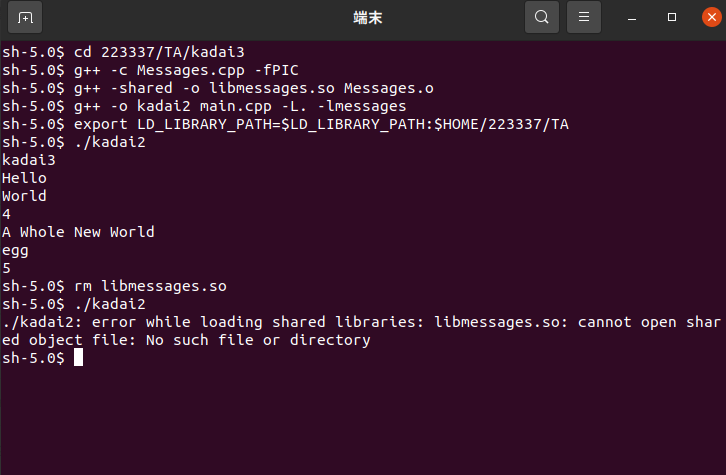 端末
sh-5.0$ cd 223337/TA/kadai3
sh-5.0$ g++ -c Messages.cpp -fPIC
sh-5.0$ g++ -shared -o libmessages.so Messages.o
sh-5.0$ g++ -o kadai2 main.cpp -L. -lmessages
sh-5.0$ export LD_LIBRARY_PATH=$LD_LIBRARY_PATH:$HOME/223337/TA
sh-5.0$ ./kadai2
kadai3
Hello
World
4
A Whole New World
egg
5
sh-5.0$ rm libmessages.so
sh-5.0$ ./kadai2
./kadai2: error while loading shared libraries: libmessages.so: cannot open shar
ed object file: No such file or directory
sh-5.0$